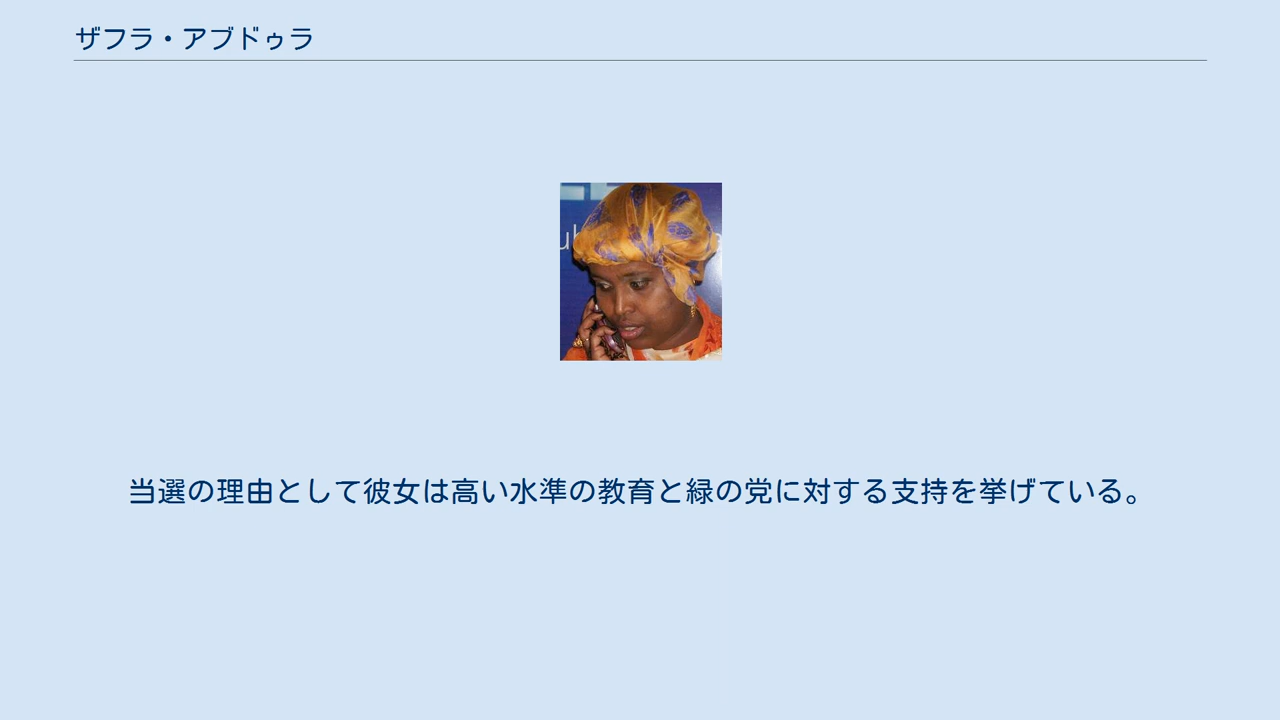 ザフラ・アブドゥラ
当選の理由として彼女は高い水準の教育と緑の党に対する支持を挙げている。